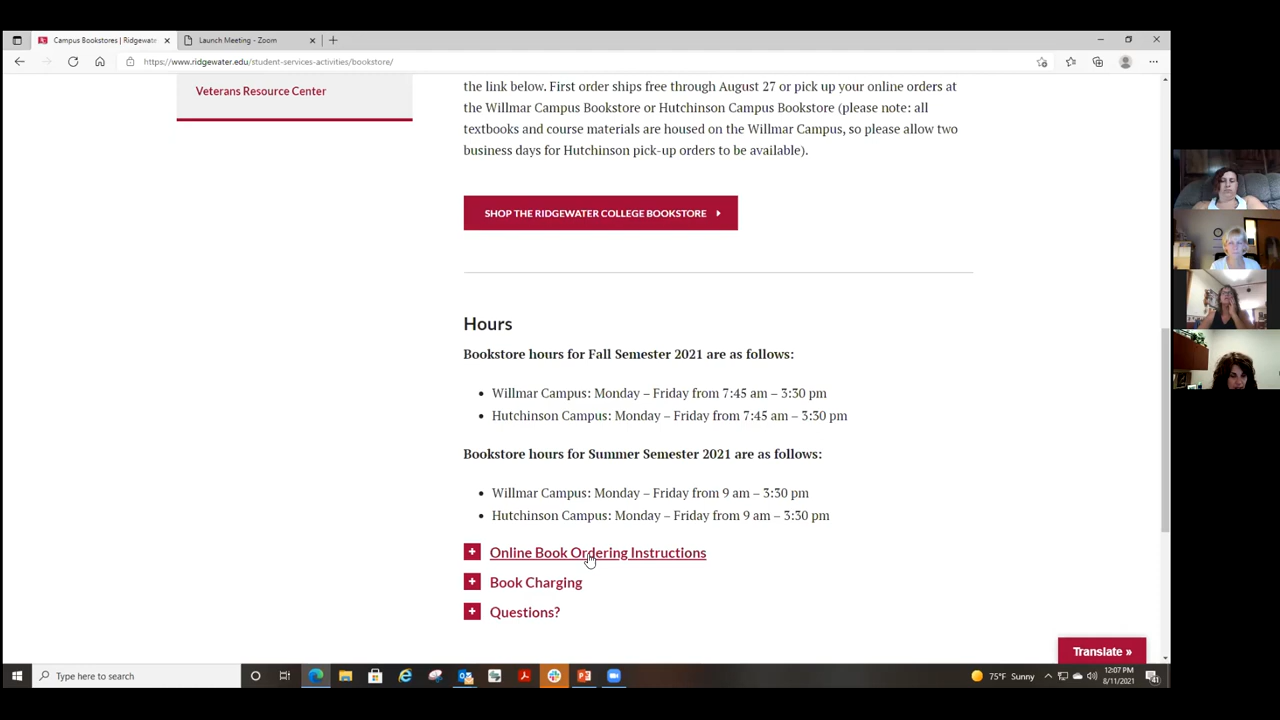 Campus Bookstores | Ridgewate
Launch Meeting - Zoom
https://www.ridgewater.edu/student-services-activities/bookstore/
Veterans Resource Center
the link below. First order ships free through August 27 or pick up your online orders at
the Willmar Campus Bookstore or Hutchinson Campus Bookstore (please note: all
textbooks and course materials are housed on the Willmar Campus, so please allow two
business days for Hutchinson pick-up orders to be available).
SHOP THE RIDGEWATER COLLEGE BOOKSTORE
Hours
Bookstore hours for Fall Semester 2021 are as follows:
• Willmar Campus: Monday – Friday from 7:45 am – 3:30 pm
• Hutchinson Campus: Monday – Friday from 7:45 am – 3:30 pm
Bookstore hours for Summer Semester 2021 are as follows:
• Willmar Campus: Monday – Friday from 9 am – 3:30 pm
• Hutchinson Campus: Monday – Friday from 9 am – 3:30 pm
+ Online Book Ordering Instructions
+ Book Charging
+ Questions?
Translate »
Type here to search
75°F Sunny
12:07 PM
8/11/2021
41